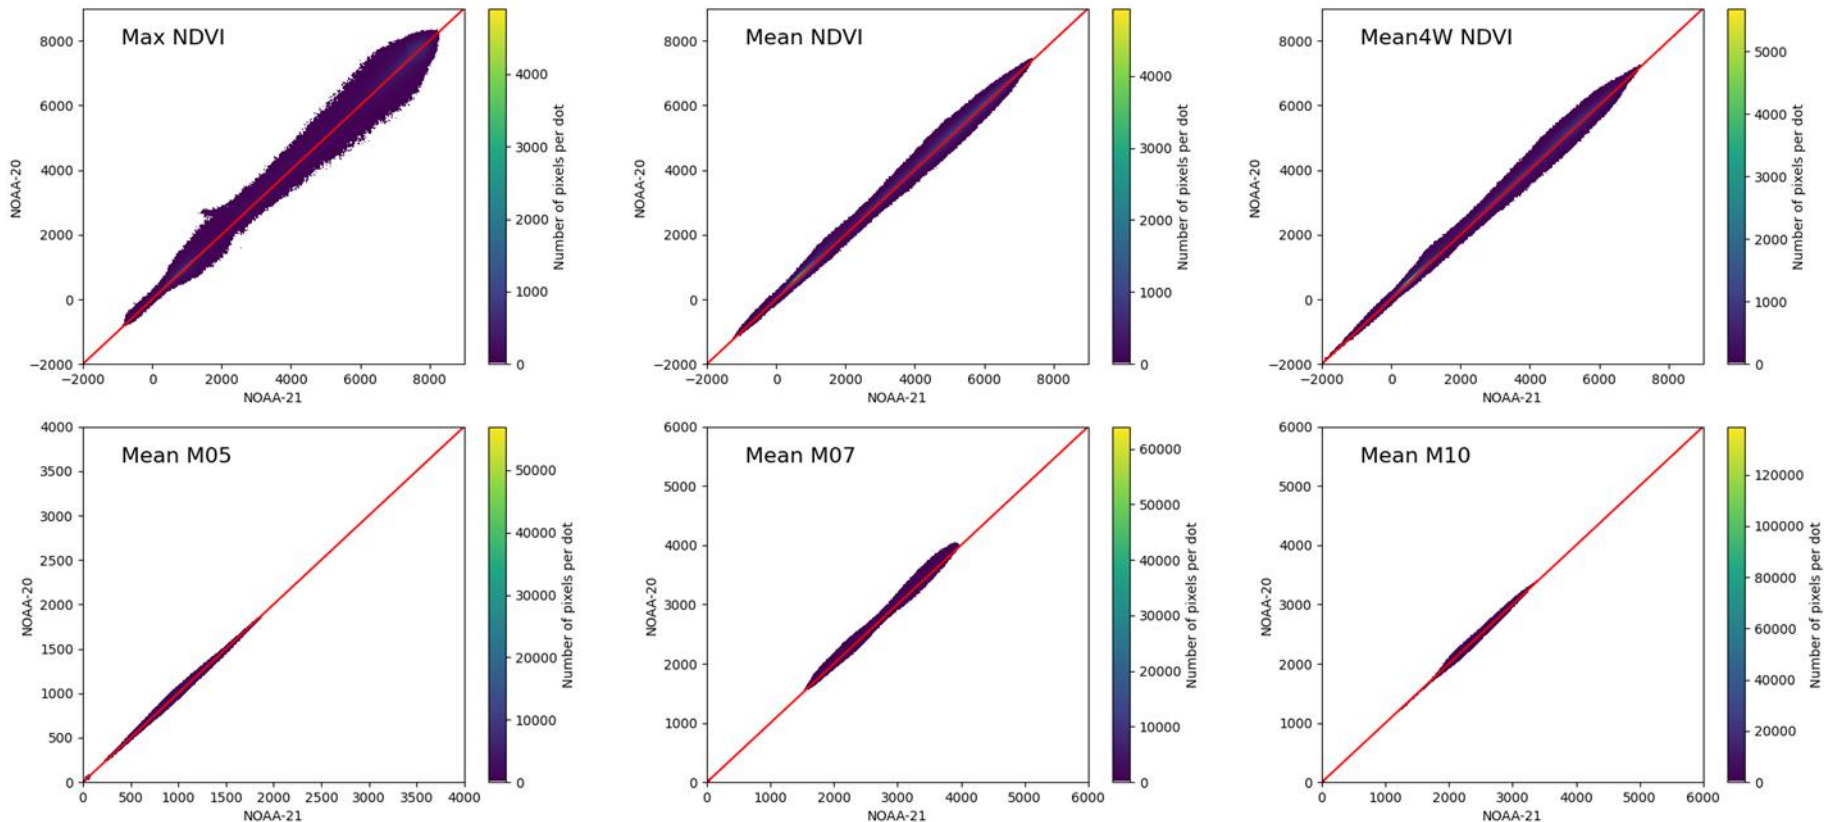 Max NDVI
8000
6000
4000
2000
0
−2000
−2000 0 2000 4000 6000 8000
NOAA-20
NOAA-21
4000
3000
2000
1000
0
Number of pixels per dot
Mean NDVI
8000
6000
4000
2000
0
−2000
−2000 0 2000 4000 6000 8000
NOAA-20
NOAA-21
4000
3000
2000
1000
0
Number of pixels per dot
Mean4W NDVI
8000
6000
4000
2000
0
−2000
−2000 0 2000 4000 6000 8000
NOAA-20
NOAA-21
5000
4000
3000
2000
1000
0
Number of pixels per dot
Mean M05
4000
3500
3000
2500
2000
1500
1000
500
0
0 500 1000 1500 2000 2500 3000 3500 4000
NOAA-20
NOAA-21
50000
40000
30000
20000
10000
0
Number of pixels per dot
Mean M07
6000
5000
4000
3000
2000
1000
0
0 1000 2000 3000 4000 5000 6000
NOAA-20
NOAA-21
60000
50000
40000
30000
20000
10000
0
Number of pixels per dot
Mean M10
6000
5000
4000
3000
2000
1000
0
0 1000 2000 3000 4000 5000 6000
NOAA-20
NOAA-21
120000
100000
80000
60000
40000
20000
0
Number of pixels per dot